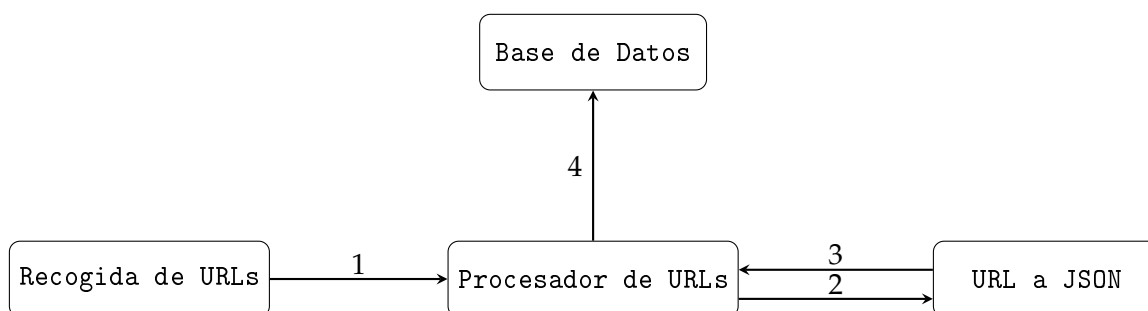 Base de Datos
4
Recogida de URLs
1
Procesador de URLs
3
2
URL a JSON